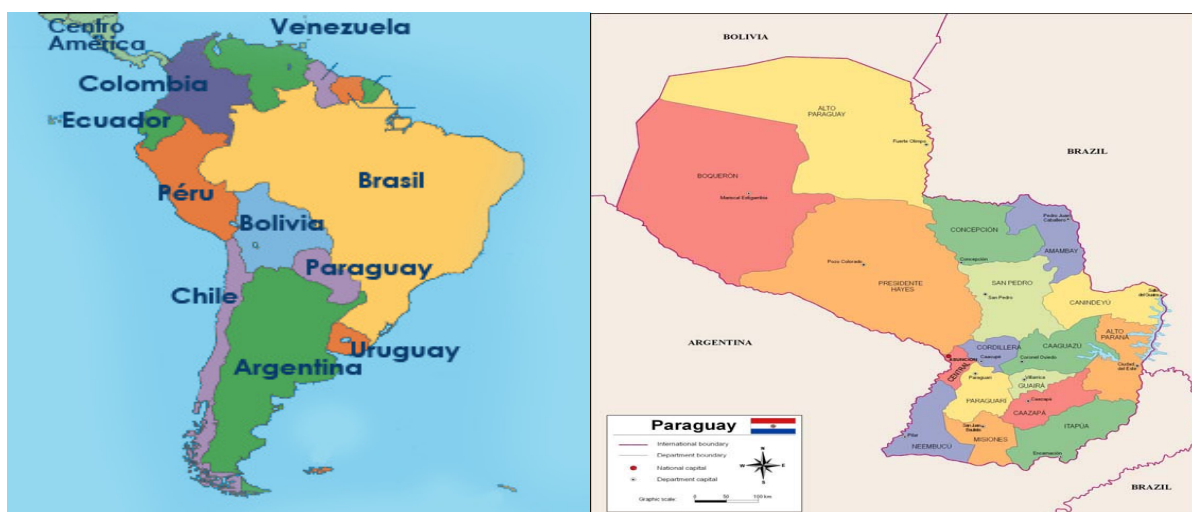 Centro
América
Venezuela
Colombia
Ecuador
Péru
Brasil
Bolivia
Paraguay
Chile
Argentina
Uruguay
BOLIVIA
BRAZIL
ARGENTINA
BRAZIL
ALTO
PARAGUAY
Fuerte Olimpo
BOQUERÓN
Mariscal Estigarribia
PRESIDENTE
HAYES
Pozo Colorado
CONCEPCIÓN
Concepción
Pedro Juan
Caballero
AMAMBAY
SAN PEDRO
San Pedro
CANINDEYÚ
Salto
del Guairá
ALTO
PARANÁ
Ciudad
del Este
CAAGUAZÚ
Coronel Oviedo
CORDILLERA
Caacupé
ASUNCIÓN
CENTRAL
Paraguarí
PARAGUARÍ
Villarrica
GUAIRÁ
Caazapá
CAAZAPÁ
ITAPÚA
Encarnación
San Juan
Bautista
MISIONES
Pilar
NEEMBUCÚ
Paraguay
International boundary
Department boundary
National capital
Department capital
N
W
E
S
Graphic scale:
0 50 100 km